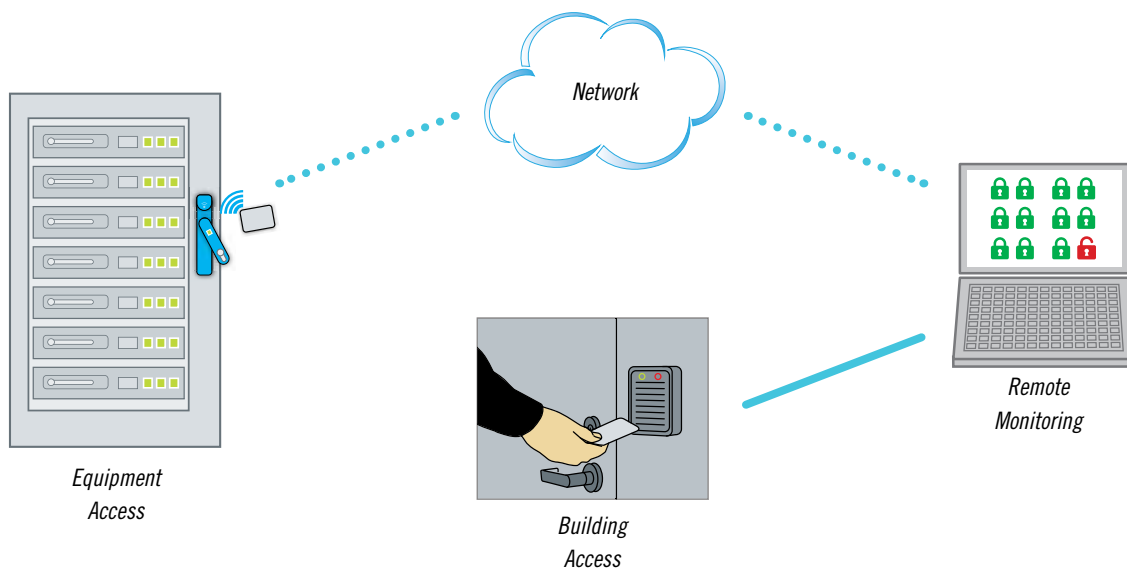 Network
Equipment
Access
Building
Access
Remote
Monitoring